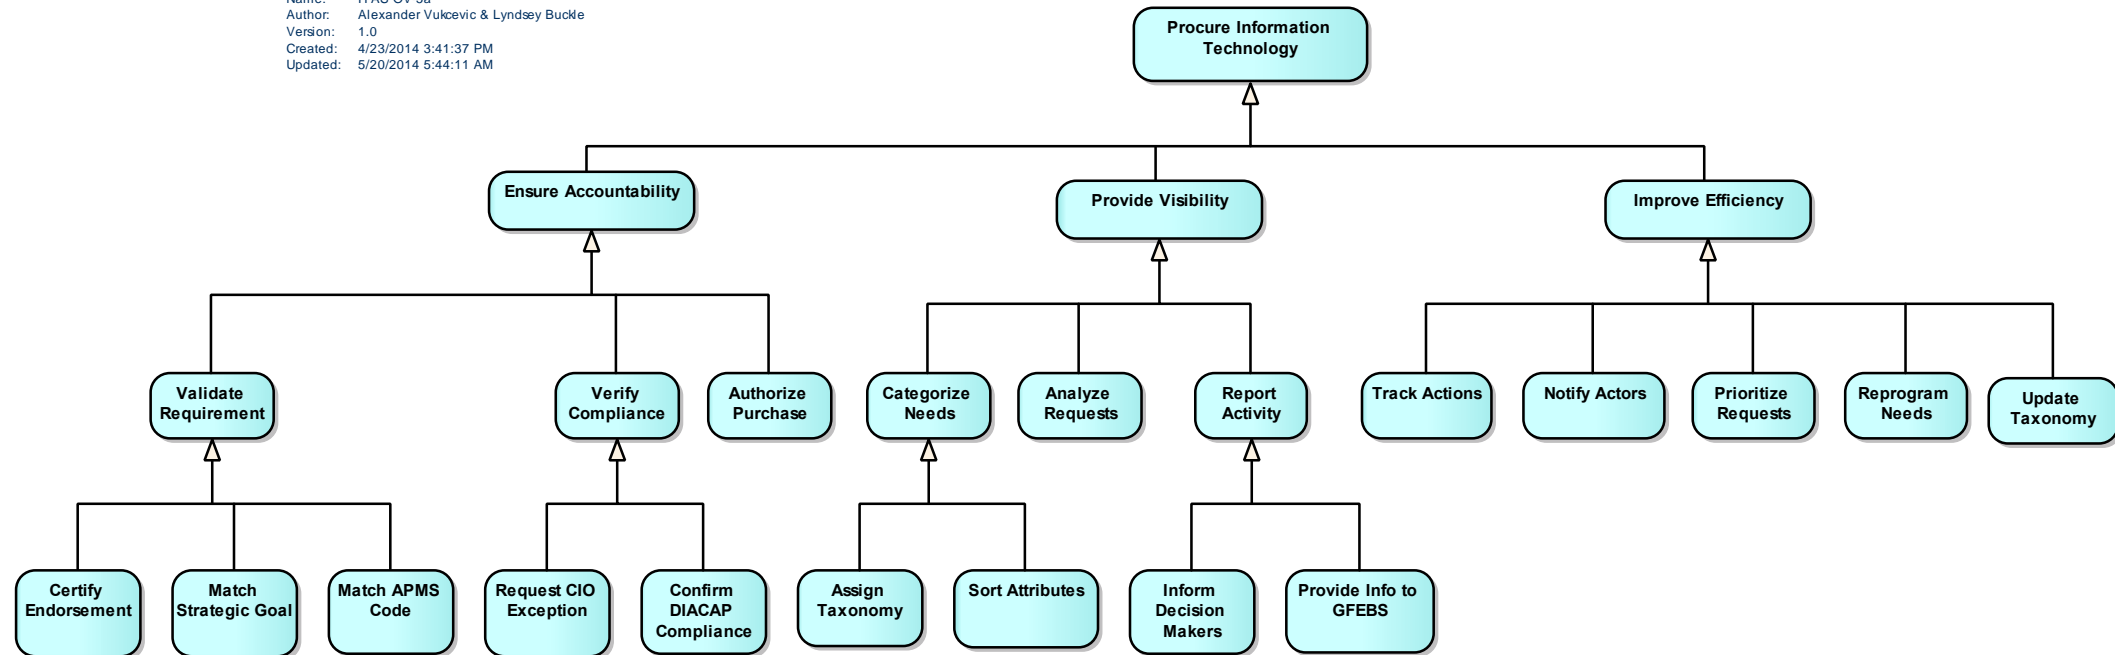 Author: Alexander Vukcevic & Lyndsey Buckle
Version: 1.0
Created: 4/23/2014 3:41:37 PM
Updated: 5/20/2014 5:44:11 AM
Procure Information
Technology
Ensure Accountability
Provide Visibility
Improve Efficiency
Validate
Requirement
Verify
Compliance
Authorize
Purchase
Categorize
Needs
Analyze
Requests
Report
Activity
Track Actions
Notify Actors
Prioritize
Requests
Reprogram
Needs
Update
Taxonomy
Certify
Endorsement
Match
Strategic Goal
Match APMS
Code
Request CIO
Exception
Confirm
DIACAP
Compliance
Assign
Taxonomy
Sort Attributes
Inform
Decision
Makers
Provide Info to
GFEBS